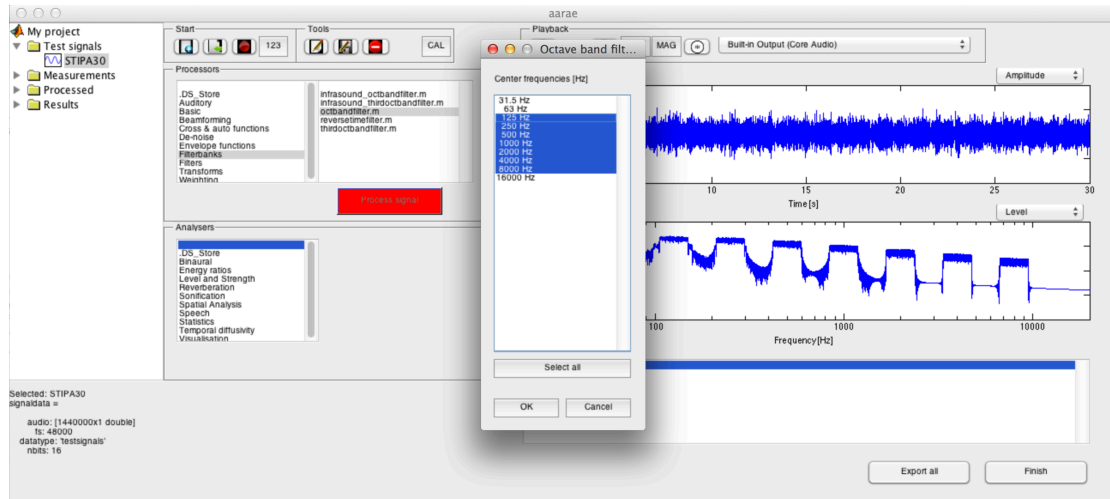 aarae
My project
Test signals
STIPA30
Measurements
Processed
Results
Start
123
Tools
CAL
Playback
MAG
Built-in Output (Core Audio)
Processors
.DS_Store
Auditory
Basic
Beamforming
Cross & auto functions
De-noise
Envelope functions
Filterbanks
Filters
Transforms
Weighting
infrasound_octbandfilter.m
infrasound_thirdoctbandfilter.m
octbandfilter.m
reversetimefilter.m
thirdoctbandfilter.m
Process signal
Analysers
.DS_Store
Binaural
Energy ratios
Level and Strength
Reverberation
Sonification
Spatial Analysis
Speech
Statistics
Temporal diffusivity
Visualisation
Octave band filt...
Center frequencies [Hz]
31.5 Hz
63 Hz
125 Hz
250 Hz
500 Hz
1000 Hz
2000 Hz
4000 Hz
8000 Hz
16000 Hz
Select all
OK
Cancel
Amplitude
10
15
20
25
30
Time [s]
Level
100
1000
10000
Frequency [Hz]
Selected: STIPA30
signaldata =
audio: [1440000x1 double]
fs: 48000
datatype: 'testsignals'
nbits: 16
Export all
Finish